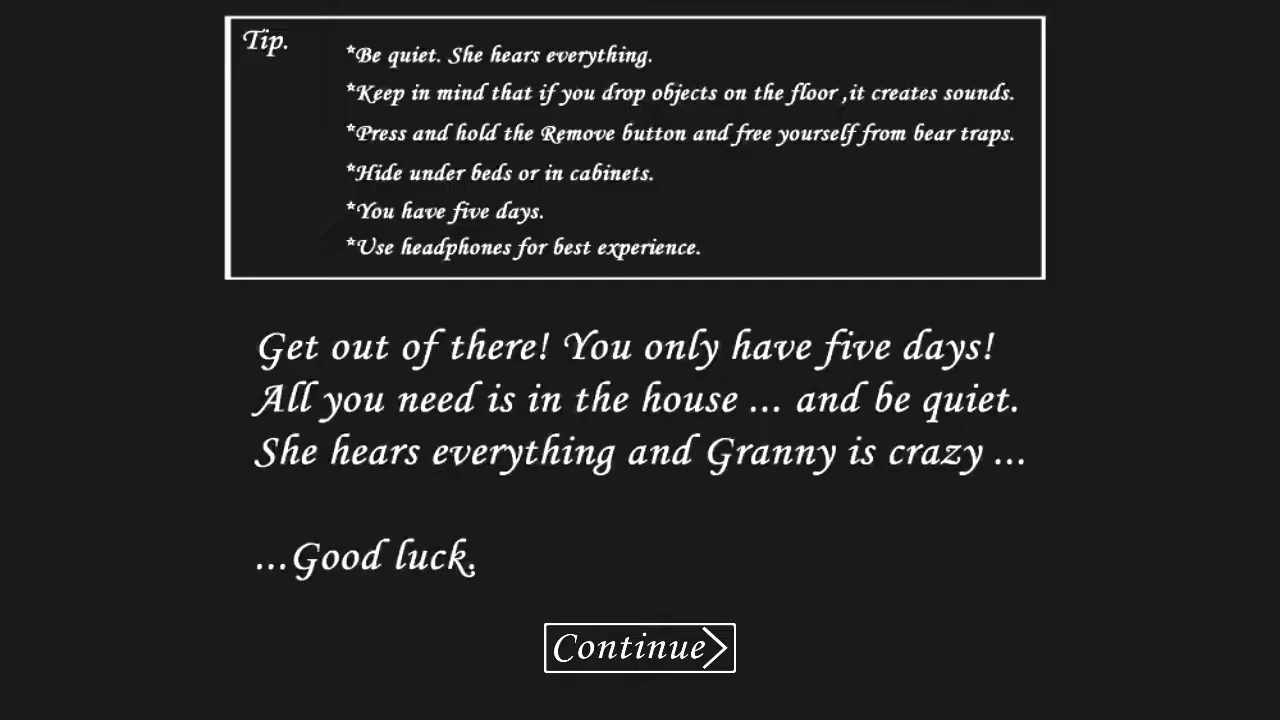 Tip.
*Be quiet. She hears everything.
*Keep in mind that if you drop objects on the floor ,it creates sounds.
*Press and hold the Remove button and free yourself from bear traps.
*Hide under beds or in cabinets.
*You have five days.
*Use headphones for best experience.
Get out of there! You only have five days!
All you need is in the house ... and be quiet.
She hears everything and Granny is crazy ...
...Good luck.
Continue>